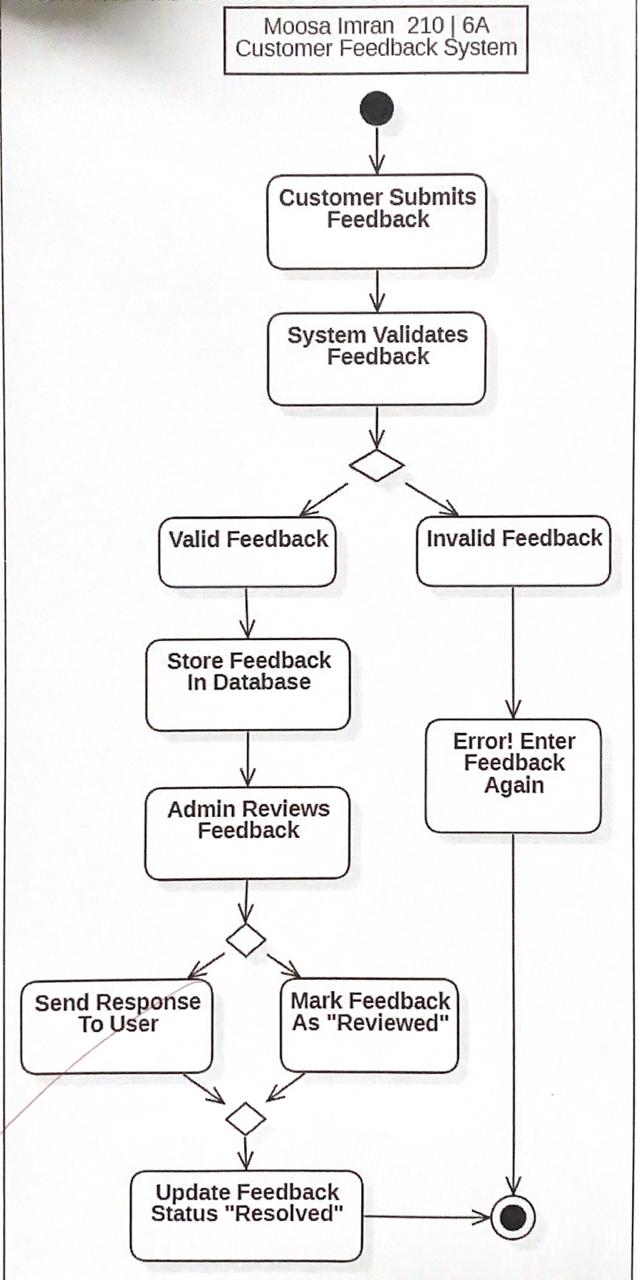 Moosa Imran 210 | 6A
Customer Feedback System
Customer Submits
Feedback
System Validates
Feedback
Valid Feedback
Invalid Feedback
Store Feedback
In Database
Error! Enter
Feedback
Again
Admin Reviews
Feedback
Send Response
To User
Mark Feedback
As "Reviewed"
Update Feedback
Status "Resolved"